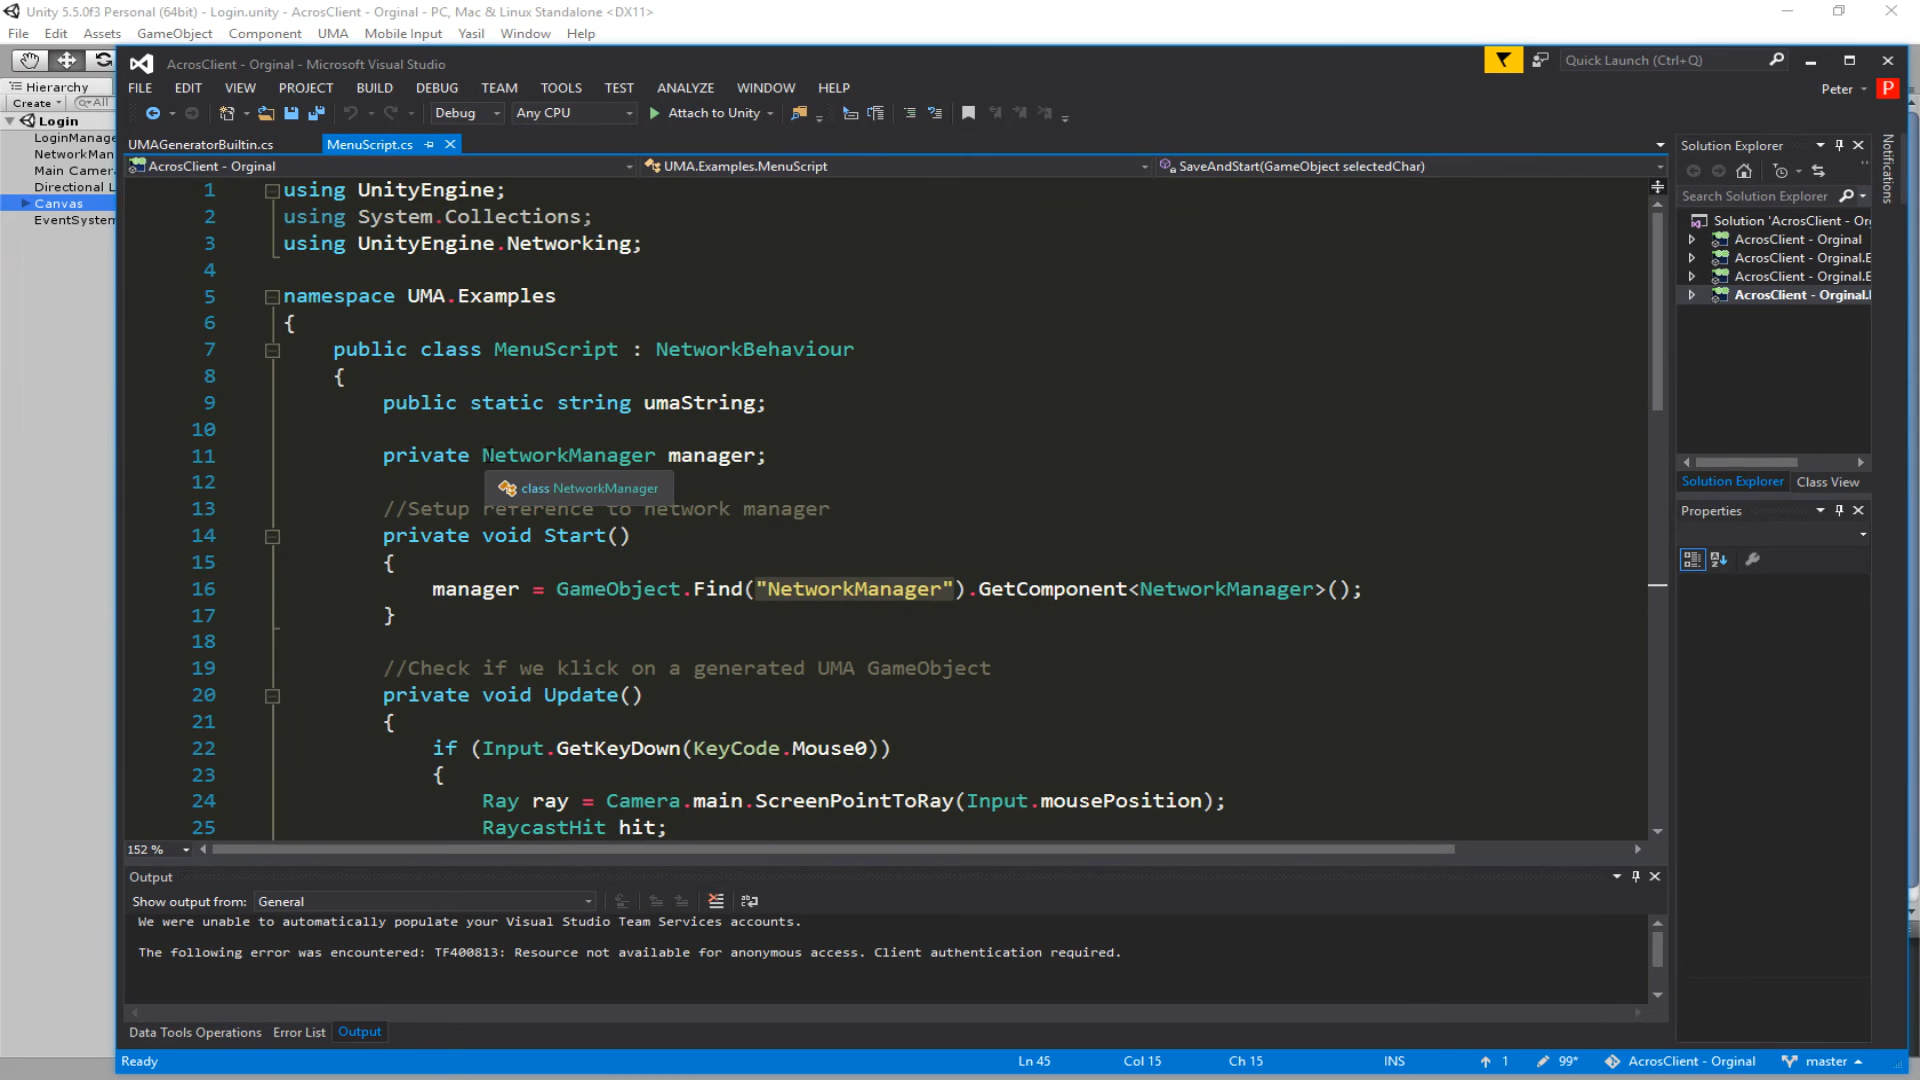 Unity 5.5.0f3 Personal (64bit) - Login.unity - AcrosClient - Orginal - PC, Mac & Linux Standalone <DX11>
File Edit Assets GameObject Component UMA Mobile Input Yasil Window Help
AcrosClient - Orginal - Microsoft Visual Studio
Quick Launch (Ctrl+Q)
FILE EDIT VIEW PROJECT BUILD DEBUG TEAM TOOLS TEST ANALYZE WINDOW HELP
Peter P
Debug Any CPU Attach to Unity
Hierarchy
Create All
Login
LoginManage
NetworkMan
Main Camer
Directional L
Canvas
EventSystem
UMAGeneratorBuiltin.cs MenuScript.cs
AcrosClient - Orginal UMA.Examples.MenuScript SaveAndStart(GameObject selectedChar)
1 using UnityEngine;
2 using System.Collections;
3 using UnityEngine.Networking;
4
5 namespace UMA.Examples
6 {
7 public class MenuScript : NetworkBehaviour
8 {
9 public static string umaString;
10
11 private NetworkManager manager;
12
class NetworkManager
13 //Setup reference to network manager
14 private void Start()
15 {
16 manager = GameObject.Find("NetworkManager").GetComponent<NetworkManager>();
17 }
18
19 //Check if we klick on a generated UMA GameObject
20 private void Update()
21 {
22 if (Input.GetKeyDown(KeyCode.Mouse0))
23 {
24 Ray ray = Camera.main.ScreenPointToRay(Input.mousePosition);
25 RaycastHit hit;
152 %
Output
Show output from: General
We were unable to automatically populate your Visual Studio Team Services accounts.
The following error was encountered: TF400813: Resource not available for anonymous access. Client authentication required.
Data Tools Operations Error List Output
Solution Explorer
Search Solution Explorer
Solution 'AcrosClient - Or
AcrosClient - Orginal
AcrosClient - Orginal.E
AcrosClient - Orginal.E
AcrosClient - Orginal.
Solution Explorer Class View
Properties
Notifications
Ready Ln 45 Col 15 Ch 15 INS 1 99* AcrosClient - Orginal master